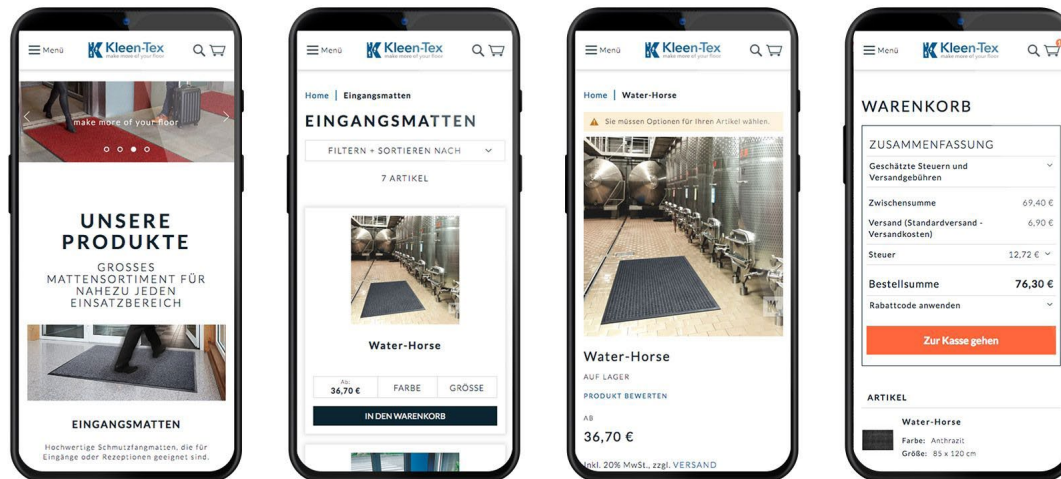 Menü
Kleen-Tex
make more of your floor
make more of your floor
UNSERE
PRODUKTE
GROSSES
MATTENSORTIMENT FÜR
NAHEZU JEDEN
EINSATZBEREICH
EINGANGSMATTEN
Hochwertige Schmutzfangmatten, die für
Eingänge oder Rezeptionen geeignet sind.
Menü
Kleen-Tex
make more of your floor
Home | Eingangsmatten
EINGANGSMATTEN
FILTERN + SORTIEREN NACH
7 ARTIKEL
Water-Horse
Ab:
36,70 €
FARBE
GRÖSSE
IN DEN WARENKORB
Menü
Kleen-Tex
make more of your floor
Home | Water-Horse
Sie müssen Optionen für Ihren Artikel wählen.
Water-Horse
AUF LAGER
PRODUKT BEWERTEN
AB
36,70 €
Inkl. 20% MwSt., zzgl. VERSAND
Menü
Kleen-Tex
make more of your floor
WARENKORB
ZUSAMMENFASSUNG
Geschätzte Steuern und
Versandgebühren
Zwischensumme 69,40 €
Versand (Standardversand - 6,90 €
Versandkosten)
Steuer 12,72 €
Bestellsumme 76,30 €
Rabattcode anwenden
Zur Kasse gehen
ARTIKEL
Water-Horse
Farbe: Anthrazit
Größe: 85 x 120 cm